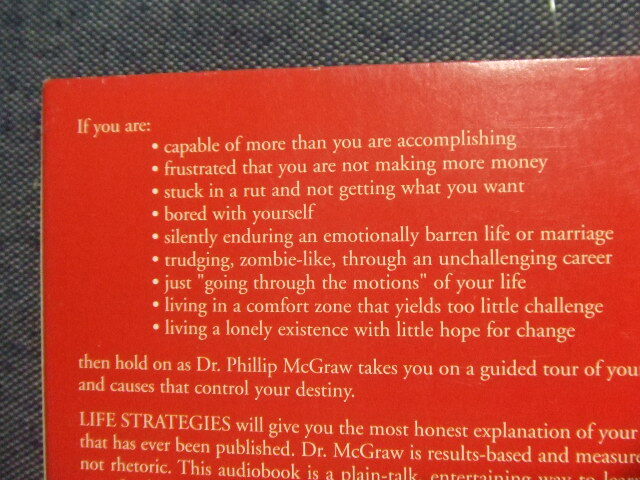 If you are:
• capable of more than you are accomplishing
• frustrated that you are not making more money
• stuck in a rut and not getting what you want
• bored with yourself
• silently enduring an emotionally barren life or marriage
• trudging, zombie-like, through an unchallenging career
• just "going through the motions" of your life
• living in a comfort zone that yields too little challenge
• living a lonely existence with little hope for change
then hold on as Dr. Phillip McGraw takes you on a guided tour of your
and causes that control your destiny.
LIFE STRATEGIES will give you the most honest explanation of your
that has ever been published. Dr. McGraw is results-based and measure
not rhetoric. This audiobook is a plain-talk, entertaining way to learn